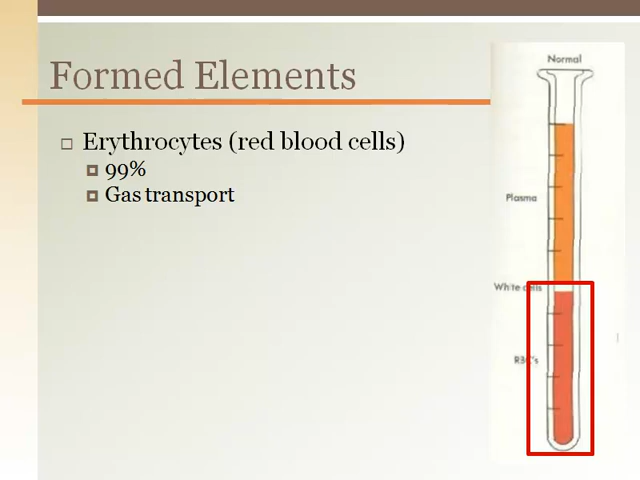 Formed Elements
Erythrocytes (red blood cells)
99%
Gas transport
Normal
Plasma
White cells
RBC's